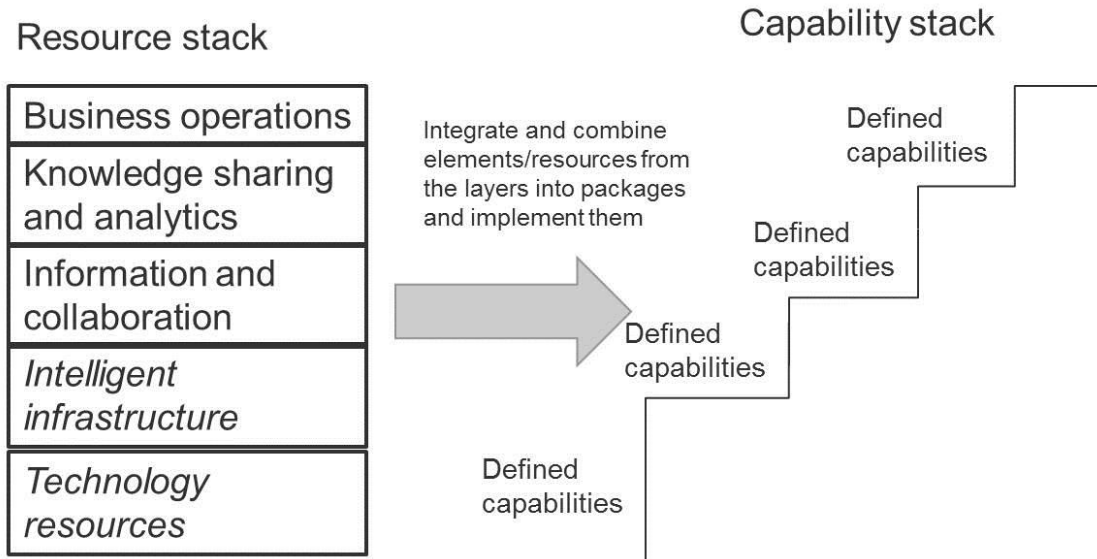 Resource stack
Business operations
Knowledge sharing
and analytics
Information and
collaboration
Intelligent
infrastructure
Technology
resources
Integrate and combine
elements/resources from
the layers into packages
and implement them
Capability stack
Defined
capabilities
Defined
capabilities
Defined
capabilities
Defined
capabilities